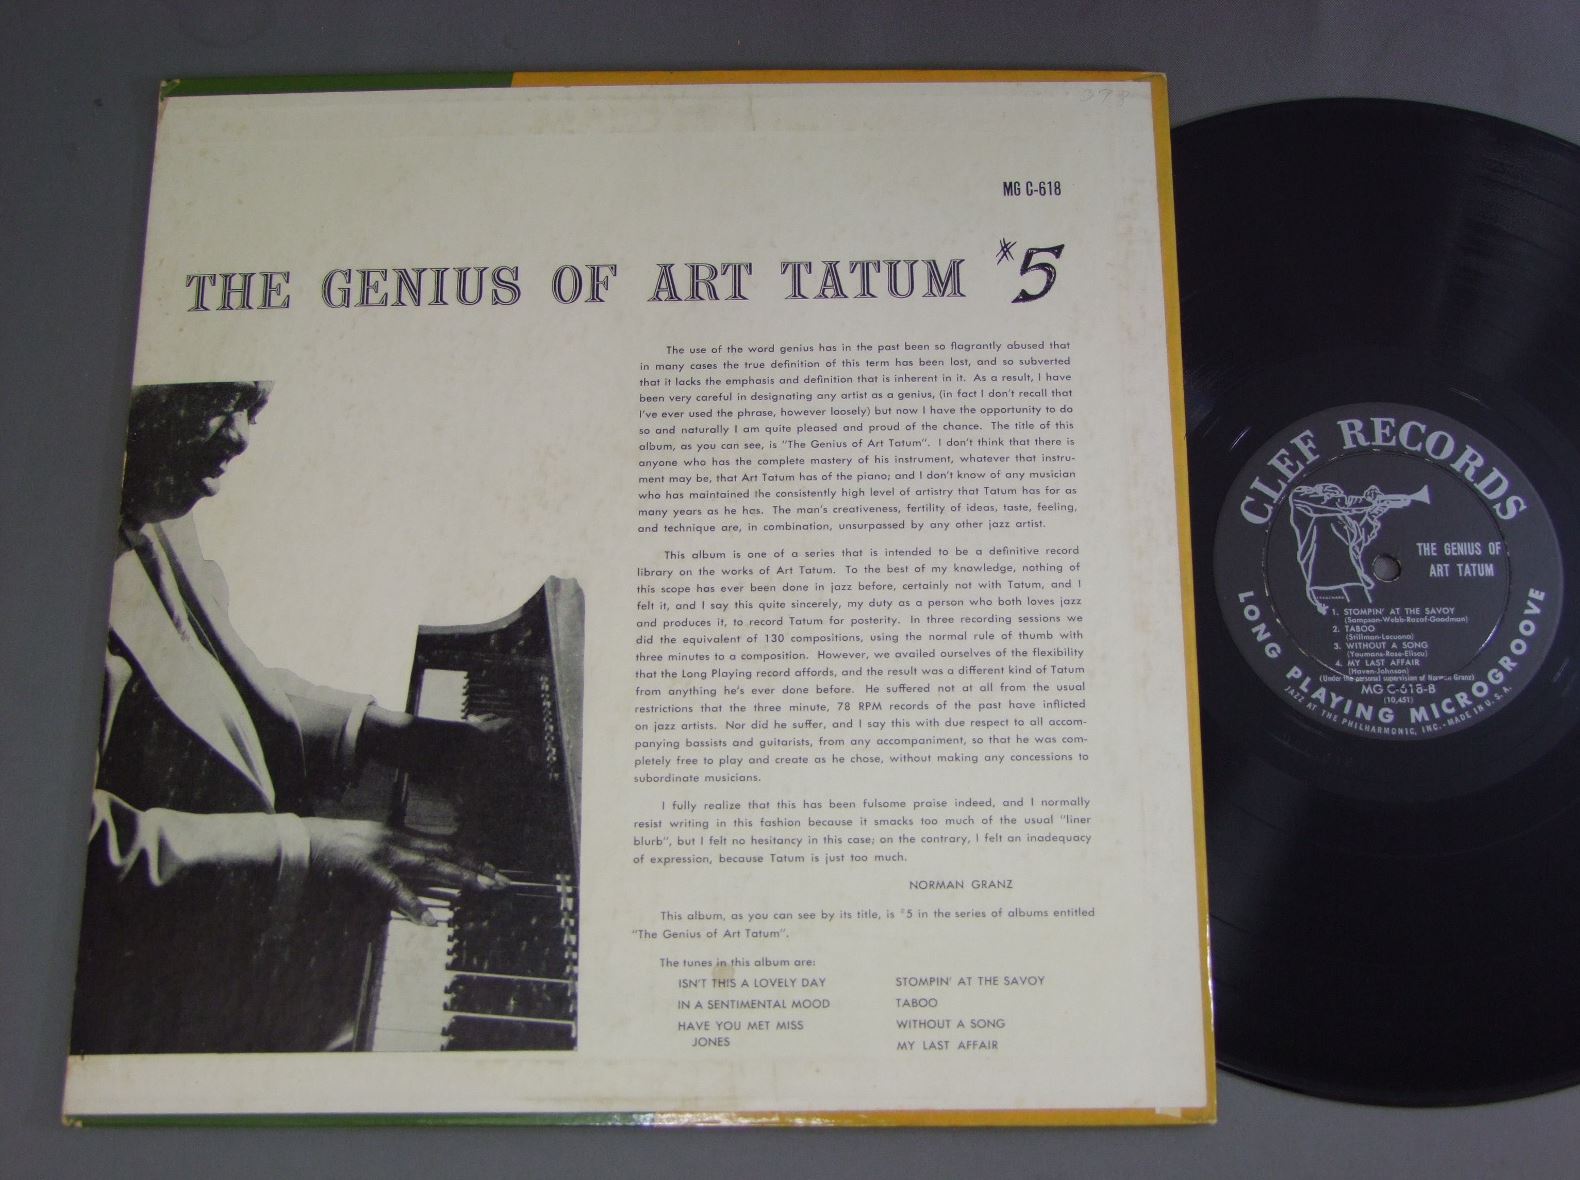 398
MG C-618
THE GENIUS OF ART TATUM #5
The use of the word genius has in the past been so flagrantly abused that
in many cases the true definition of this term has been lost, and so subverted
that it lacks the emphasis and definition that is inherent in it. As a result, I have
been very careful in designating any artist as a genius, (in fact I don't recall that
I've ever used the phrase, however loosely) but now I have the opportunity to do
so and naturally I am quite pleased and proud of the chance. The title of this
album, as you can see, is "The Genius of Art Tatum". I don't think that there is
anyone who has the complete mastery of his instrument, whatever that instru-
ment may be, that Art Tatum has of the piano; and I don't know of any musician
who has maintained the consistently high level of artistry that Tatum has for as
many years as he has. The man's creativeness, fertility of ideas, taste, feeling,
and technique are, in combination, unsurpassed by any other jazz artist.
This album is one of a series that is intended to be a definitive record
library on the works of Art Tatum. To the best of my knowledge, nothing of
this scope has ever been done in jazz before, certainly not with Tatum, and I
felt it, and I say this quite sincerely, my duty as a person who both loves jazz
and produces it, to record Tatum for posterity. In three recording sessions we
did the equivalent of 130 compositions, using the normal rule of thumb with
three minutes to a composition. However, we availed ourselves of the flexibility
that the Long Playing record affords, and the result was a different kind of Tatum
from anything he's ever done before. He suffered not at all from the usual
restrictions that the three minute, 78 RPM records of the past have inflicted
on jazz artists. Nor did he suffer, and I say this with due respect to all accom-
panying bassists and guitarists, from any accompaniment, so that he was com-
pletely free to play and create as he chose, without making any concessions to
subordinate musicians.
I fully realize that this has been fulsome praise indeed, and I normally
resist writing in this fashion because it smacks too much of the usual "liner
blurb", but I felt no hesitancy in this case; on the contrary, I felt an inadequacy
of expression, because Tatum is just too much.
NORMAN GRANZ
This album, as you can see by its title, is #5 in the series of albums entitled
"The Genius of Art Tatum".
The tunes in this album are:
ISN'T THIS A LOVELY DAY
IN A SENTIMENTAL MOOD
HAVE YOU MET MISS
JONES
STOMPIN' AT THE SAVOY
TABOO
WITHOUT A SONG
MY LAST AFFAIR
CLEF RECORDS
THE GENIUS OF
ART TATUM
1. STOMPIN' AT THE SAVOY
(Sampson-Webb-Razaf-Goodman)
2. TABOO
(Stillman-Lecuona)
3. WITHOUT A SONG
(Youmans-Rose-Eliscu)
4. MY LAST AFFAIR
(Haven-Johnson)
(Under the personal supervision of Norman Granz)
MG C-618-B
(10,451)
LONG PLAYING MICROGROOVE
JAZZ AT THE PHILHARMONIC, INC.-MADE IN U.S.A.